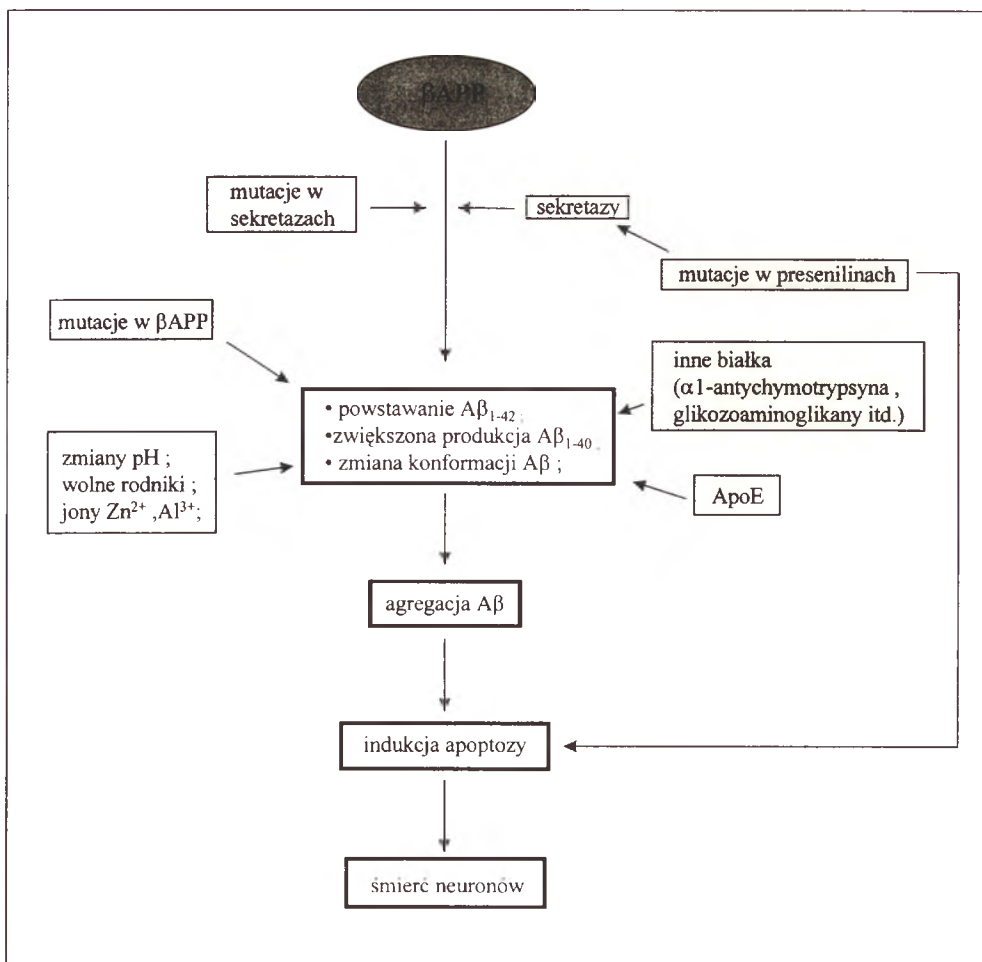 βAPP
mutacje w
sekretazach
sekretazy
mutacje w presenilinach
mutacje w βAPP
inne białka
(α1-antychymotrypsyna ,
glikozoaminoglikany itd.)
• powstawanie Aβ1-42 ;
•zwiększona produkcja Aβ1-40
• zmiana konformacji Aβ ;
zmiany pH ;
wolne rodniki ;
jony Zn²⁺ ,Al³⁺;
ApoE
agregacja Aβ
indukcja apoptozy
śmierć neuronów